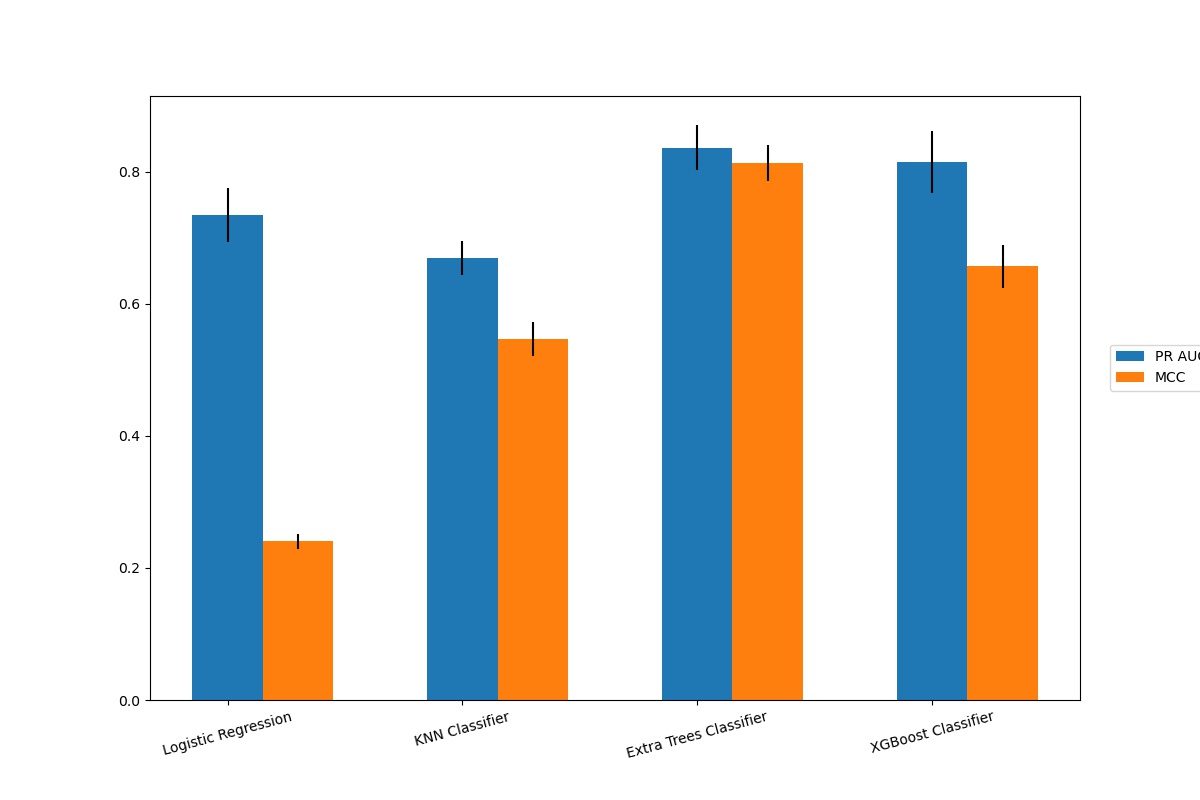 0.8
0.6
0.4
0.2
0.0
Logistic Regression
KNN Classifier
Extra Trees Classifier
XGBoost Classifier
PR
MCC